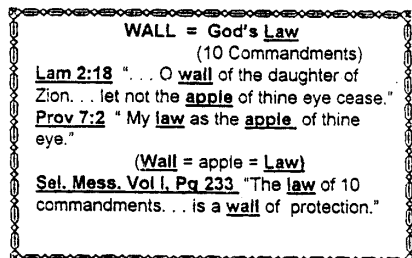 WALL = God's Law
(10 Commandments)
Lam 2:18 “. . . O wall of the daughter of
Zion. . . let not the apple of thine eye cease.”
Prov 7:2 “ My law as the apple of thine
eye.”
(Wall = apple = Law)
Sel. Mess. Vol I, Pg 233 “The law of 10
commandments. . . is a wall of protection.”